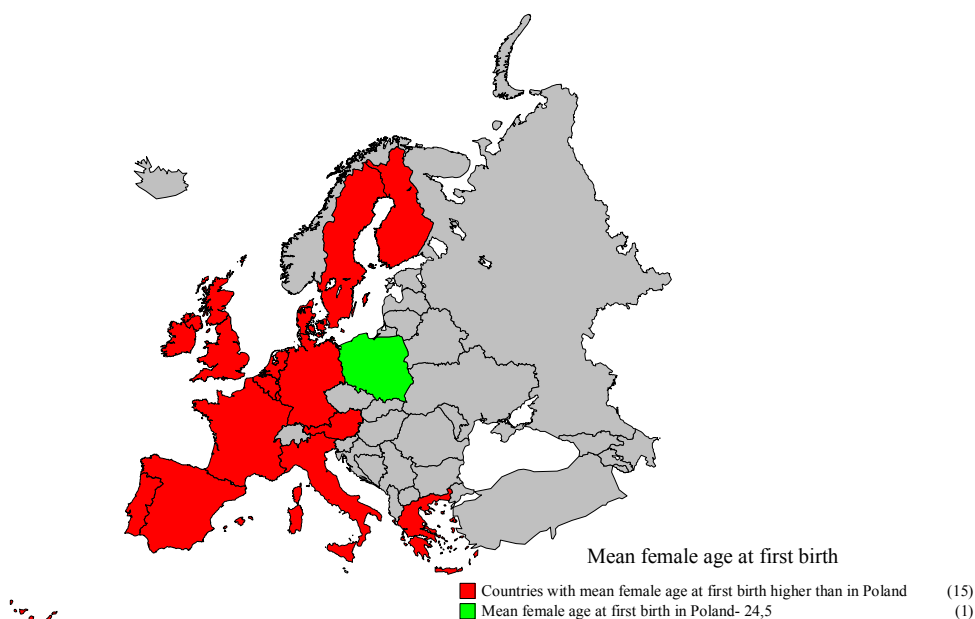 Mean female age at first birth
Countries with mean female age at first birth higher than in Poland (15)
Mean female age at first birth in Poland- 24,5 (1)